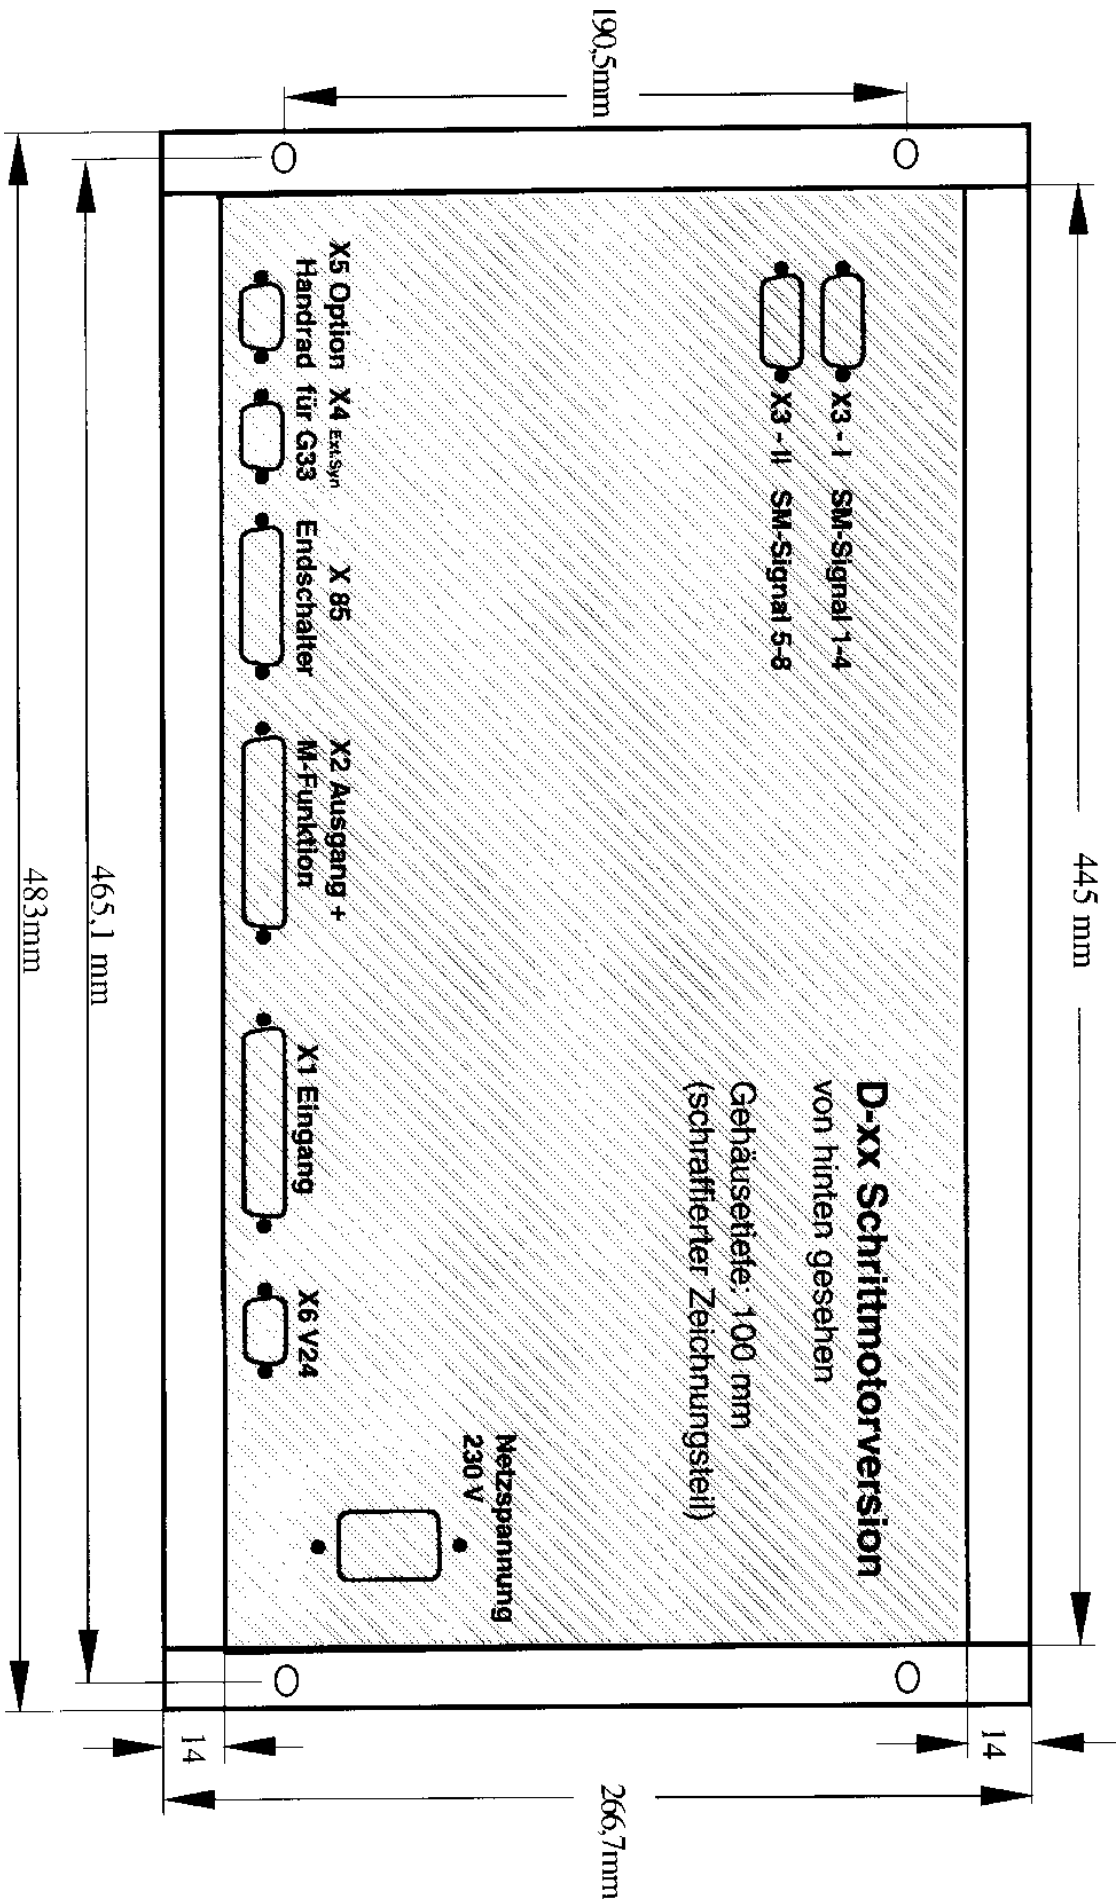 445 mm
D-xx Schrittmotorversion
von hinten gesehen
Gehäusetiefe: 100 mm
(schraffierter Zeichnungsteil)
X3 - I SM-Signal 1-4
X3 - II SM-Signal 5-8
190,5mm
14
14
266,7mm
Netzspannung
230 V
X5 Option
Handrad
X4 Ext.Syn
für G33
X 85
Endschalter
X2 Ausgang +
M-Funktion
X1 Eingang
X6 V24
465,1 mm
483mm